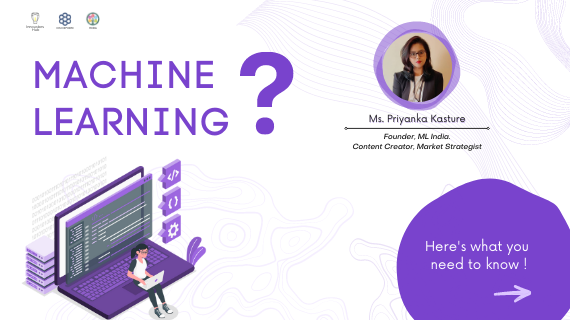 MACHINE
LEARNING ?
Ms. Priyanka Kasture
Founder, ML India.
Content Creator, Market Strategist
Here's what you
need to know !